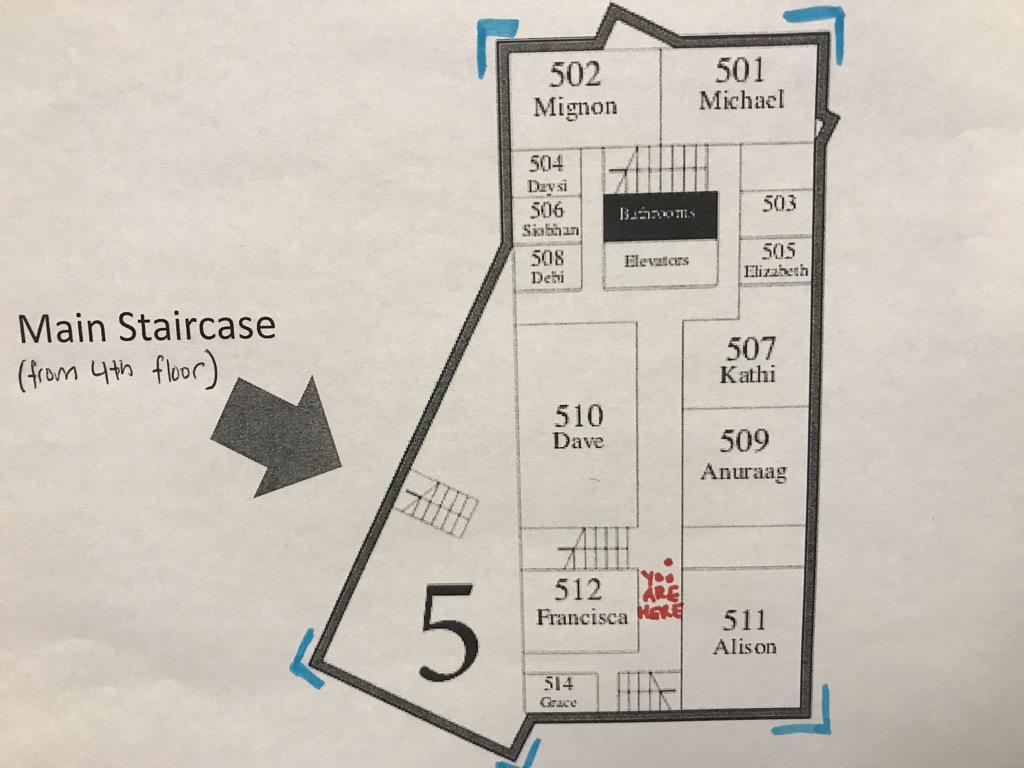 502
Mignon
501
Michael
504
Daysi
506
Siobhan
508
Debi
Bathrooms
Elevators
503
505
Elizabeth
Main Staircase
(from 4th floor)
507
Kathi
510
Dave
509
Anuraag
512
Francisca
YOU
ARE
HERE
511
Alison
5
514
Grace